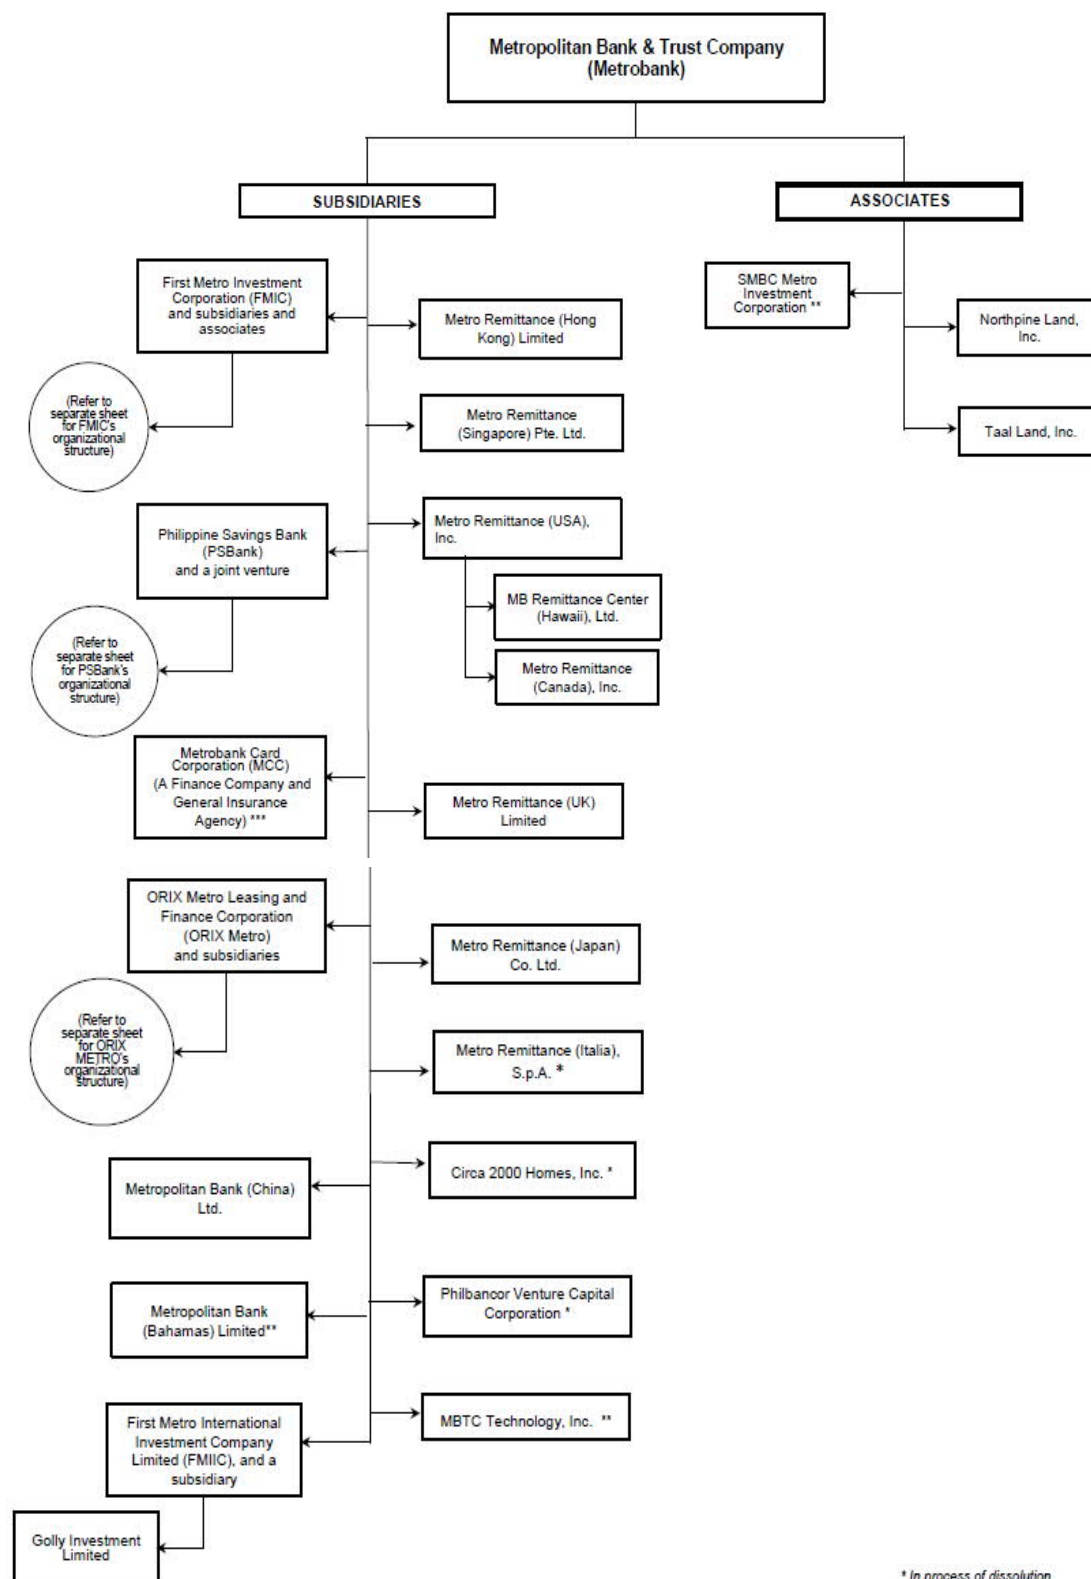 Metropolitan Bank & Trust Company
(Metrobank)
SUBSIDIARIES
ASSOCIATES
First Metro Investment
Corporation (FMIC)
and subsidiaries and
associates
SMBC Metro
Investment
Corporation **
Metro Remittance (Hong
Kong) Limited
Northpine Land,
Inc.
(Refer to
separate sheet
for FMIC's
organizational
structure)
Metro Remittance
(Singapore) Pte. Ltd.
Taal Land, Inc.
Philippine Savings Bank
(PSBank)
and a joint venture
Metro Remittance (USA),
Inc.
MB Remittance Center
(Hawaii), Ltd.
(Refer to
separate sheet
for PSBank's
organizational
structure)
Metro Remittance
(Canada), Inc.
Metrobank Card
Corporation (MCC)
(A Finance Company and
General Insurance
Agency) ***
Metro Remittance (UK)
Limited
ORIX Metro Leasing and
Finance Corporation
(ORIX Metro)
and subsidiaries
Metro Remittance (Japan)
Co. Ltd.
(Refer to
separate sheet
for ORIX
METRO's
organizational
structure)
Metro Remittance (Italia),
S.p.A. *
Metropolitan Bank (China)
Ltd.
Circa 2000 Homes, Inc. *
Metropolitan Bank
(Bahamas) Limited**
Philbancor Venture Capital
Corporation *
First Metro International
Investment Company
Limited (FMIIC), and a
subsidiary
MBTC Technology, Inc. **
Golly Investment
Limited
* In process of dissolution